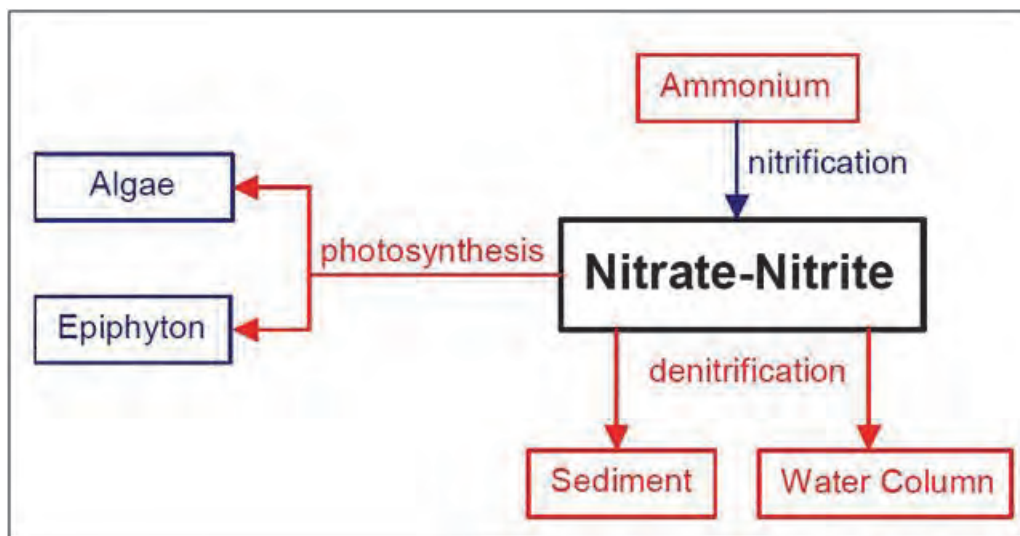 Ammonium
nitrification
Algae
photosynthesis
Nitrate-Nitrite
Epiphyton
denitrification
Sediment
Water Column